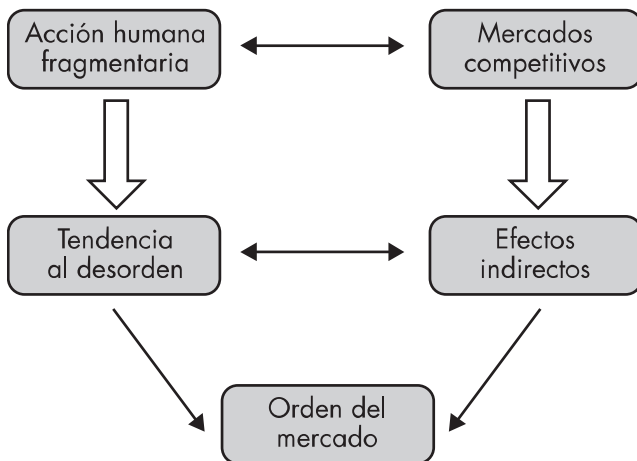 Acción humana
fragmentaria
Mercados
competitivos
Tendencia
al desorden
Efectos
indirectos
Orden del
mercado